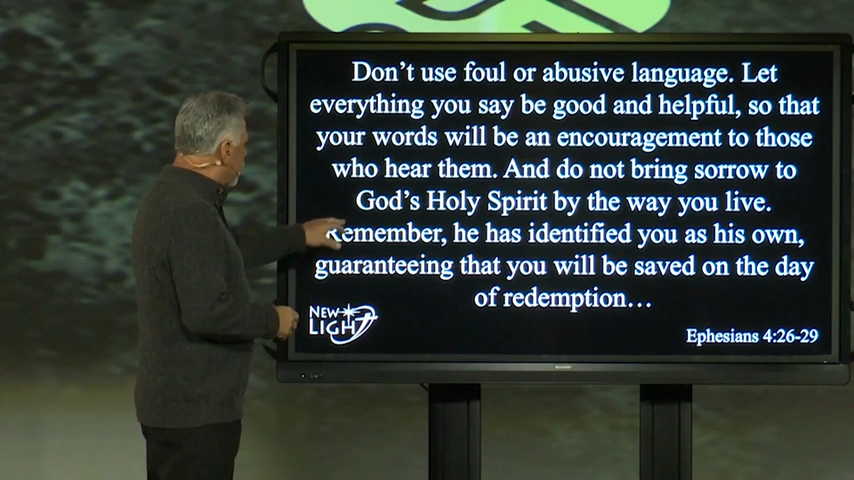 Don't use foul or abusive language. Let
everything you say be good and helpful, so that
your words will be an encouragement to those
who hear them. And do not bring sorrow to
God's Holy Spirit by the way you live.
Remember, he has identified you as his own,
guaranteeing that you will be saved on the day
of redemption…
NEW
LIGHT
Ephesians 4:26-29